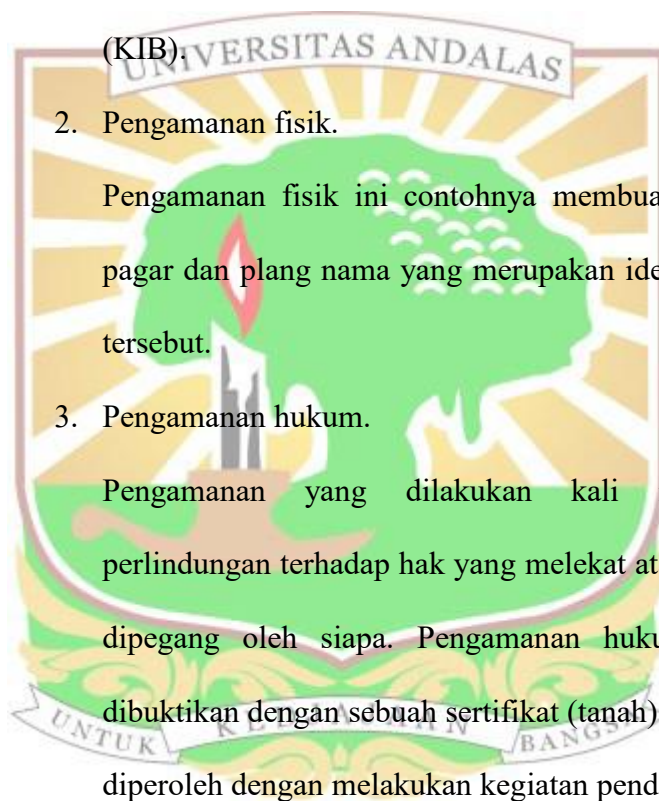 (KIB).
UNIVERSITAS ANDALAS
2. Pengamanan fisik.
Pengamanan fisik ini contohnya membua
pagar dan plang nama yang merupakan ide
tersebut.
3. Pengamanan hukum.
Pengamanan yang dilakukan kali
perlindungan terhadap hak yang melekat at
dipegang oleh siapa. Pengamanan huku
dibuktikan dengan sebuah sertifikat (tanah)
UNTUK KEDJAJAAN BANGSA
diperoleh dengan melakukan kegiatan pend